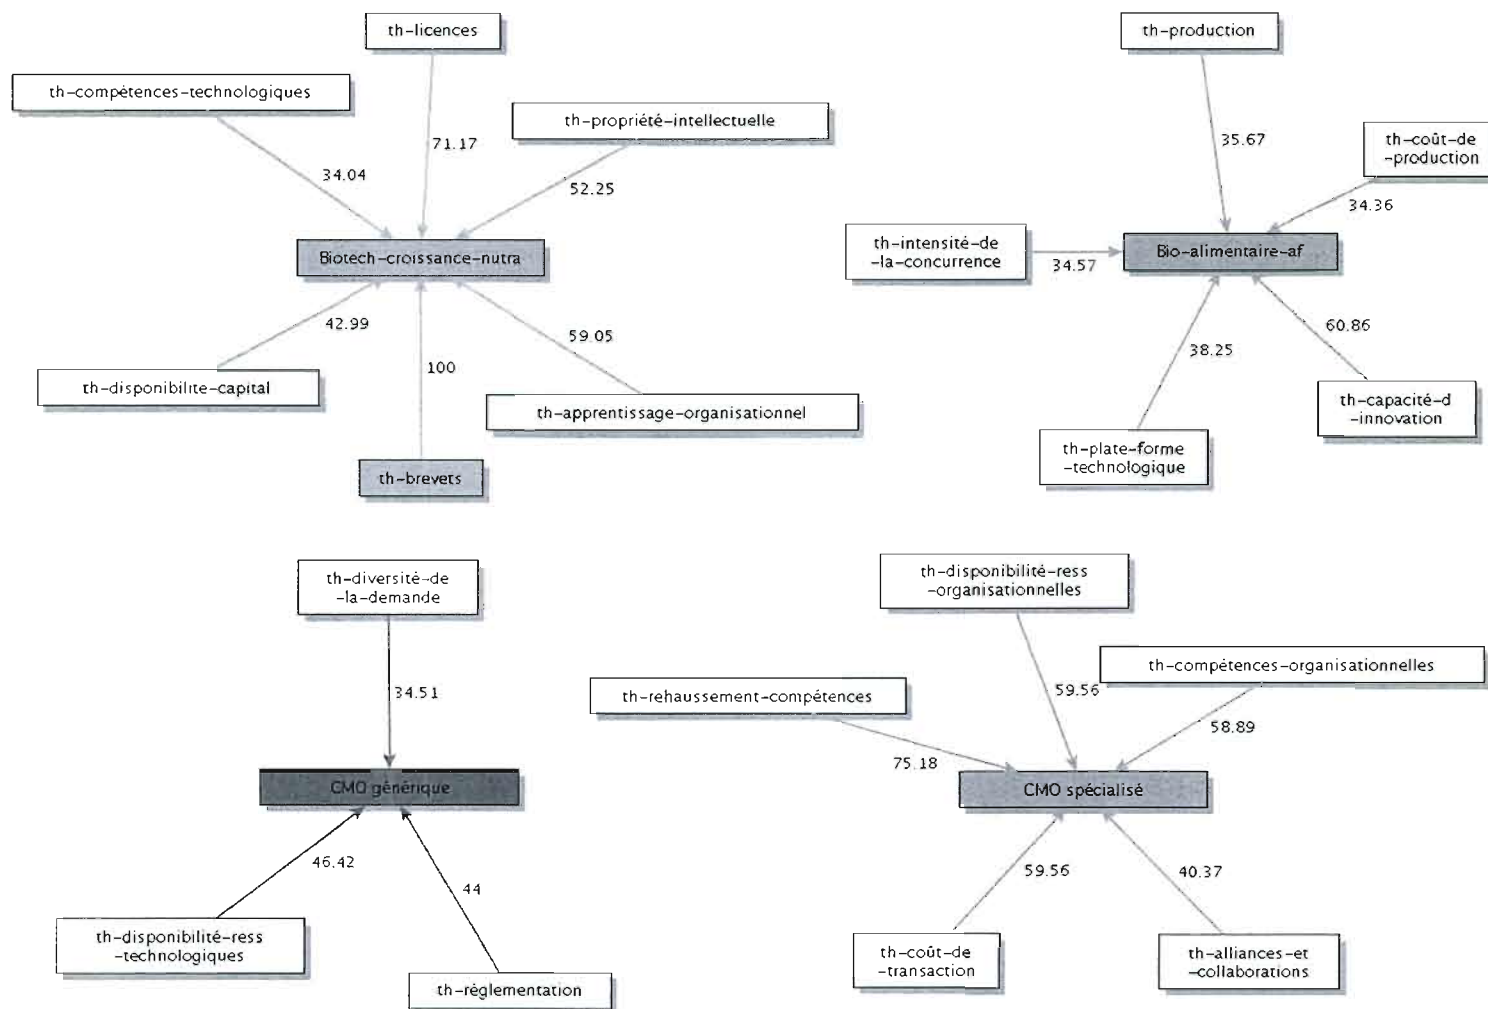 th-licences
th-compétences-technologiques
th-propriété-intellectuelle
71.17
34.04
52.25
Biotech-croissance-nutra
42.99
59.05
100
th-disponibilite-capital
th-apprentissage-organisationnel
th-brevets
th-production
35.67
th-coût-de
-production
34.36
th-intensité-de
-la-concurrence
34.57
Bio-alimentaire-af
60.86
38.25
th-capacité-d
-innovation
th-plate-forme
-technologique
th-diversité-de
-la-demande
34.51
CMO générique
46.42
44
th-disponibilité-ress
-technologiques
th-règlementation
th-disponibilité-ress
-organisationnelles
th-compétences-organisationnelles
th-rehaussement-compétences
59.56
58.89
75.18
CMO spécialisé
59.56
40.37
th-coût-de
-transaction
th-alliances-et
-collaborations